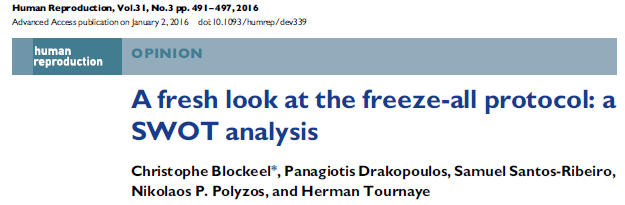 Human Reproduction, Vol.31, No.3 pp. 491–497, 2016
Advanced Access publication on January 2, 2016 doi:10.1093/humrep/dev339
human
reproduction
OPINION
A fresh look at the freeze-all protocol: a
SWOT analysis
Christophe Blockeel*, Panagiotis Drakopoulos, Samuel Santos-Ribeiro,
Nikolaos P. Polyzos, and Herman Tournaye